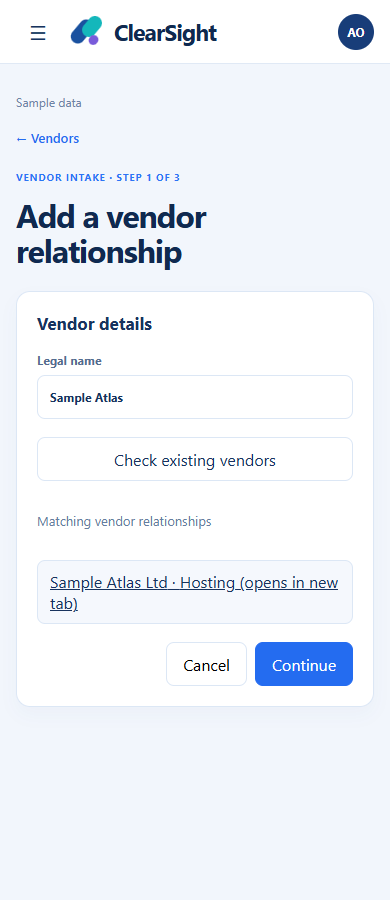 ☰ ClearSight AO
Sample data
← Vendors
VENDOR INTAKE · STEP 1 OF 3
Add a vendor
relationship
Vendor details
Legal name
Sample Atlas
Check existing vendors
Matching vendor relationships
Sample Atlas Ltd · Hosting (opens in new
tab)
Cancel Continue